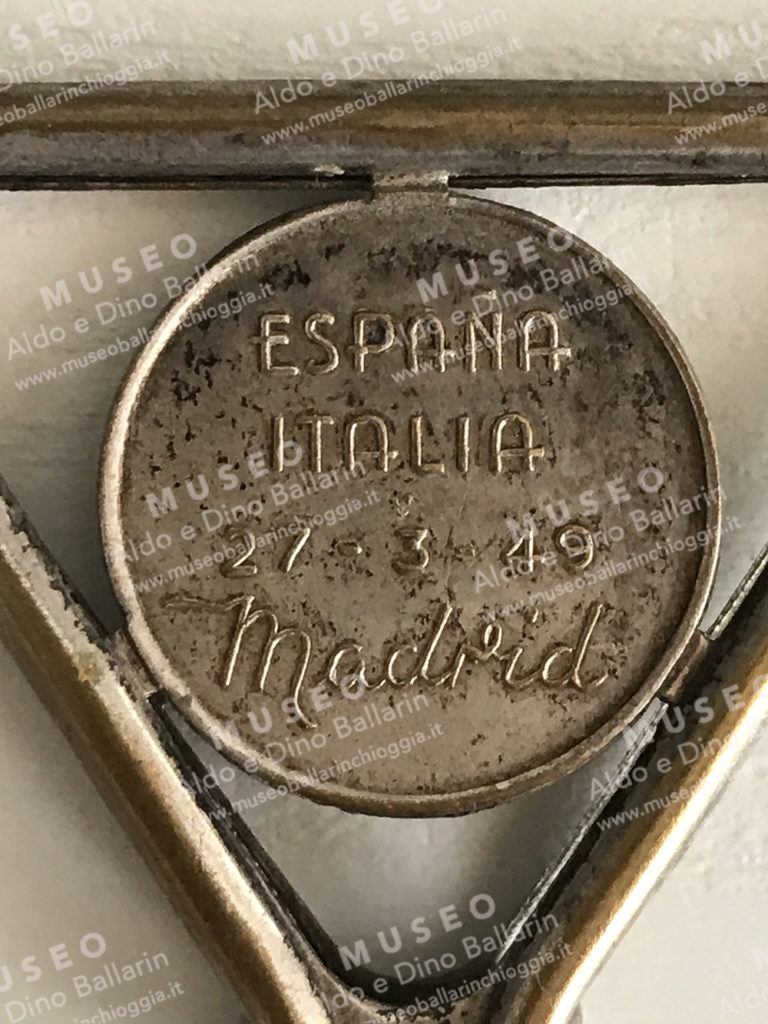 ESPAÑA
ITALIA
27-3-49
Madrid
MUSEO
Aldo e Dino Ballarin
www.museoballarinchioggia.it